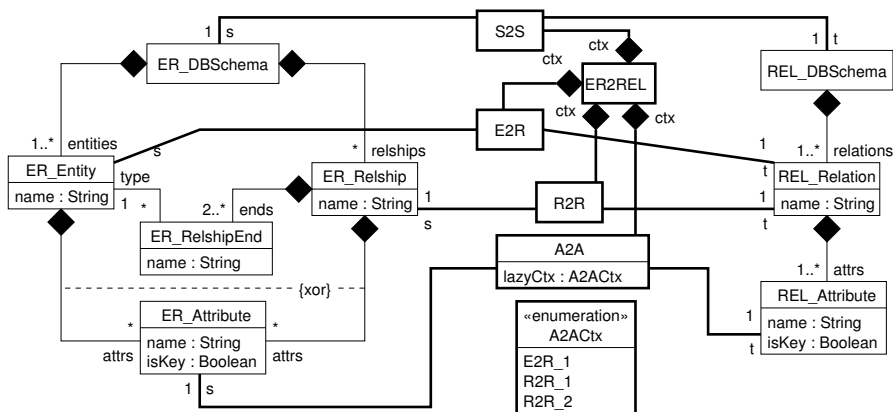 1 s
S2S
ctx
1
t
ER_DBSchema
ctx
ER2REL
REL_DBSchema
ctx
ctx
1..* entities
s
E2R
* relships
1
t
1..* relations
ER_Entity
name : String
type
1 *
2..* ends
ER_Relship
name : String
1
s
R2R
1
t
REL_Relation
name : String
ER_RelshipEnd
name : String
A2A
lazyCtx : A2ACtx
1..* attrs
{xor}
*
attrs
ER_Attribute
name : String
isKey : Boolean
*
attrs
1 s
«enumeration»
A2ACtx
E2R_1
R2R_1
R2R_2
1
t
REL_Attribute
name : String
isKey : Boolean